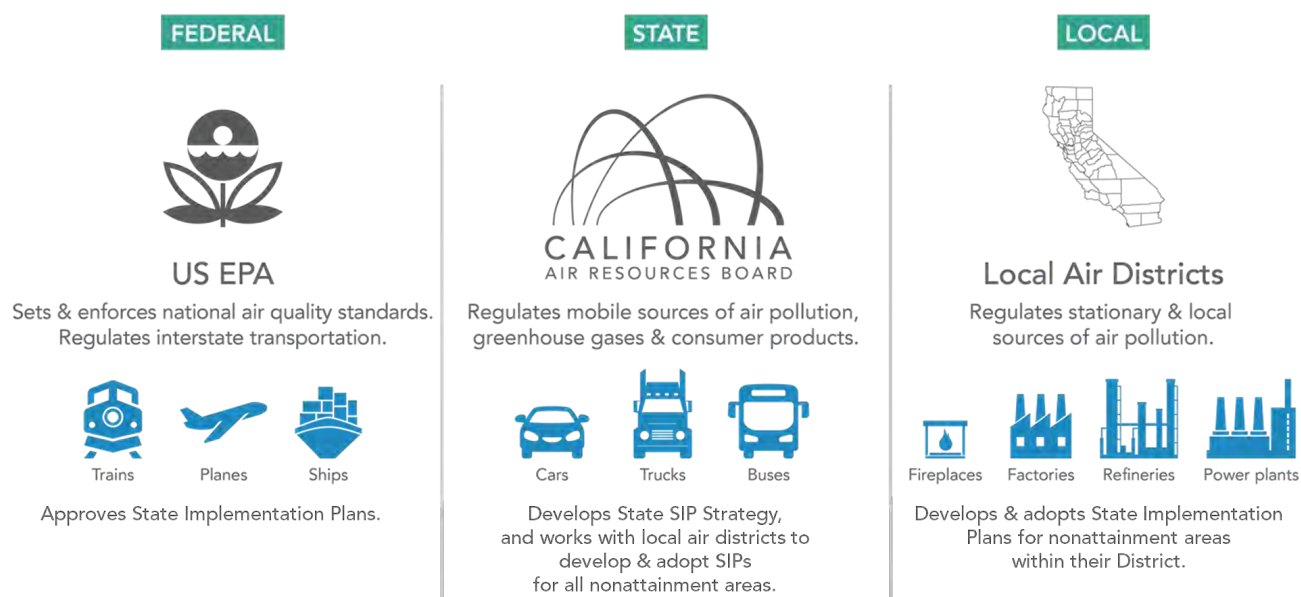 FEDERAL
US EPA
Sets & enforces national air quality standards.
Regulates interstate transportation.
Trains
Planes
Ships
Approves State Implementation Plans.
STATE
CALIFORNIA
AIR RESOURCES BOARD
Regulates mobile sources of air pollution,
greenhouse gases & consumer products.
Cars
Trucks
Buses
Develops State SIP Strategy,
and works with local air districts to
develop & adopt SIPs
for all nonattainment areas.
LOCAL
Local Air Districts
Regulates stationary & local
sources of air pollution.
Fireplaces
Factories
Refineries
Power plants
Develops & adopts State Implementation
Plans for nonattainment areas
within their District.